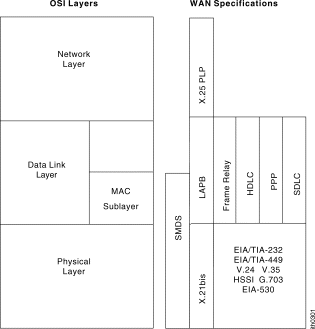 OSI Layers
WAN Specifications
Network
Layer
Data Link
Layer
MAC
Sublayer
Physical
Layer
SMDS
X.25 PLP
LAPB
X.21bis
Frame Relay
HDLC
PPP
SDLC
EIA/TIA-232
EIA/TIA-449
V.24 V.35
HSSI G.703
EIA-530
ith0301